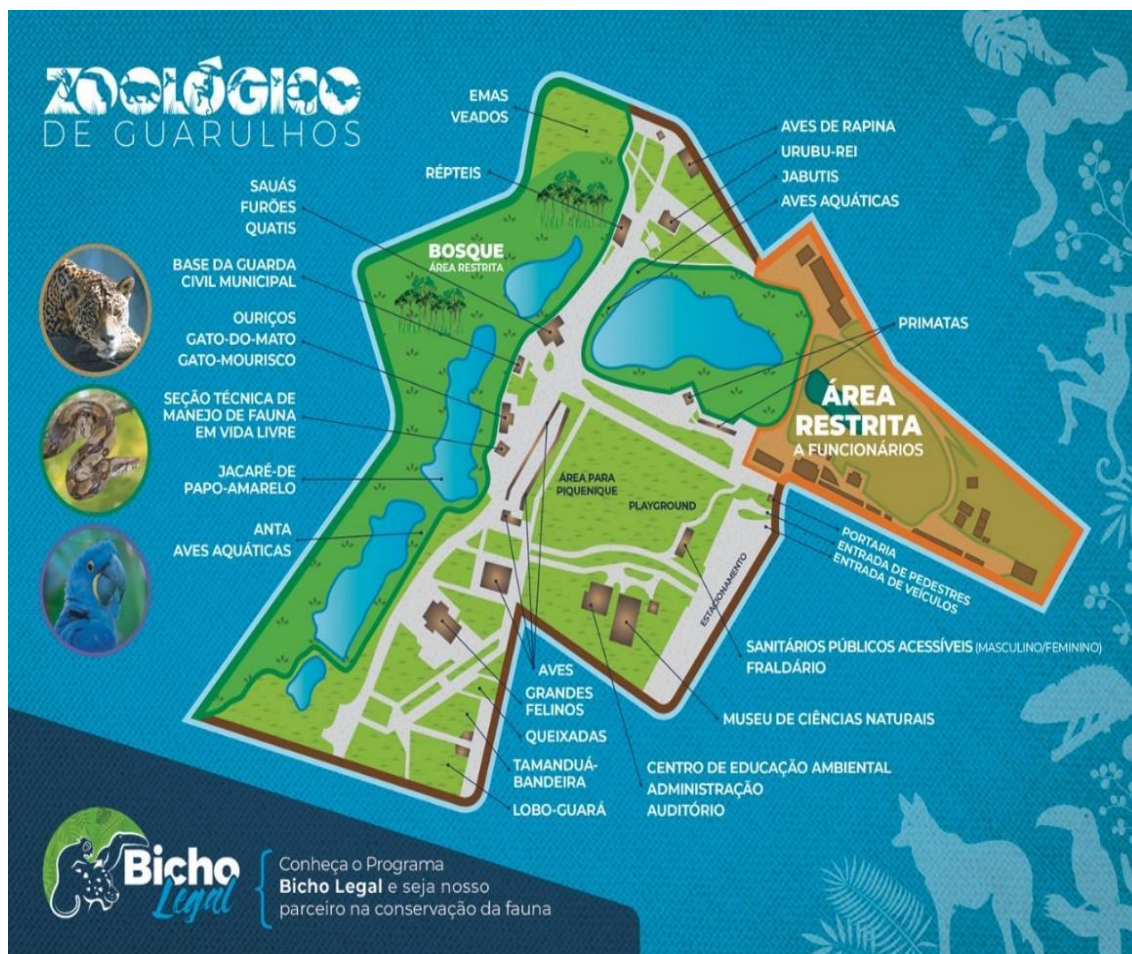 ZOOLÓGICO
DE GUARULHOS
EMAS
VEADOS
RÉPTEIS
SAUÁS
FURÕES
QUATIS
BASE DA GUARDA
CIVIL MUNICIPAL
OURIÇOS
GATO-DO-MATO
GATO-MOURISCO
SEÇÃO TÉCNICA DE
MANEJO DE FAUNA
EM VIDA LIVRE
JACARÉ-DE
PAPO-AMARELO
ANTA
AVES AQUÁTICAS
BOSQUE
ÁREA RESTRITA
AVES DE RAPINA
URUBU-REI
JABUTIS
AVES AQUÁTICAS
PRIMATAS
ÁREA
RESTRITA
A FUNCIONÁRIOS
ÁREA PARA
PIQUENIQUE
PLAYGROUND
ESTACIONAMENTO
PORTARIA
ENTRADA DE PEDESTRES
ENTRADA DE VEÍCULOS
SANITÁRIOS PÚBLICOS ACESSÍVEIS (MASCULINO/FEMININO)
FRALDÁRIO
MUSEU DE CIÊNCIAS NATURAIS
CENTRO DE EDUCAÇÃO AMBIENTAL
ADMINISTRAÇÃO
AUDITÓRIO
AVES
GRANDES
FELINOS
QUEIXADAS
TAMANDUÁ-
BANDEIRA
LOBO-GUARÁ
Bicho
Legal
Conheça o Programa
Bicho Legal e seja nosso
parceiro na conservação da fauna